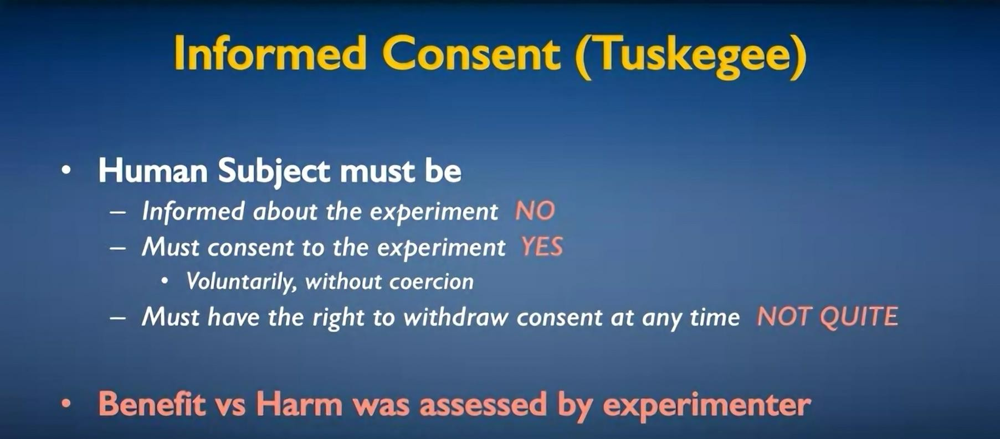 Informed Consent (Tuskegee)
• Human Subject must be
– Informed about the experiment NO
– Must consent to the experiment YES
• Voluntarily, without coercion
– Must have the right to withdraw consent at any time NOT QUITE
• Benefit vs Harm was assessed by experimenter